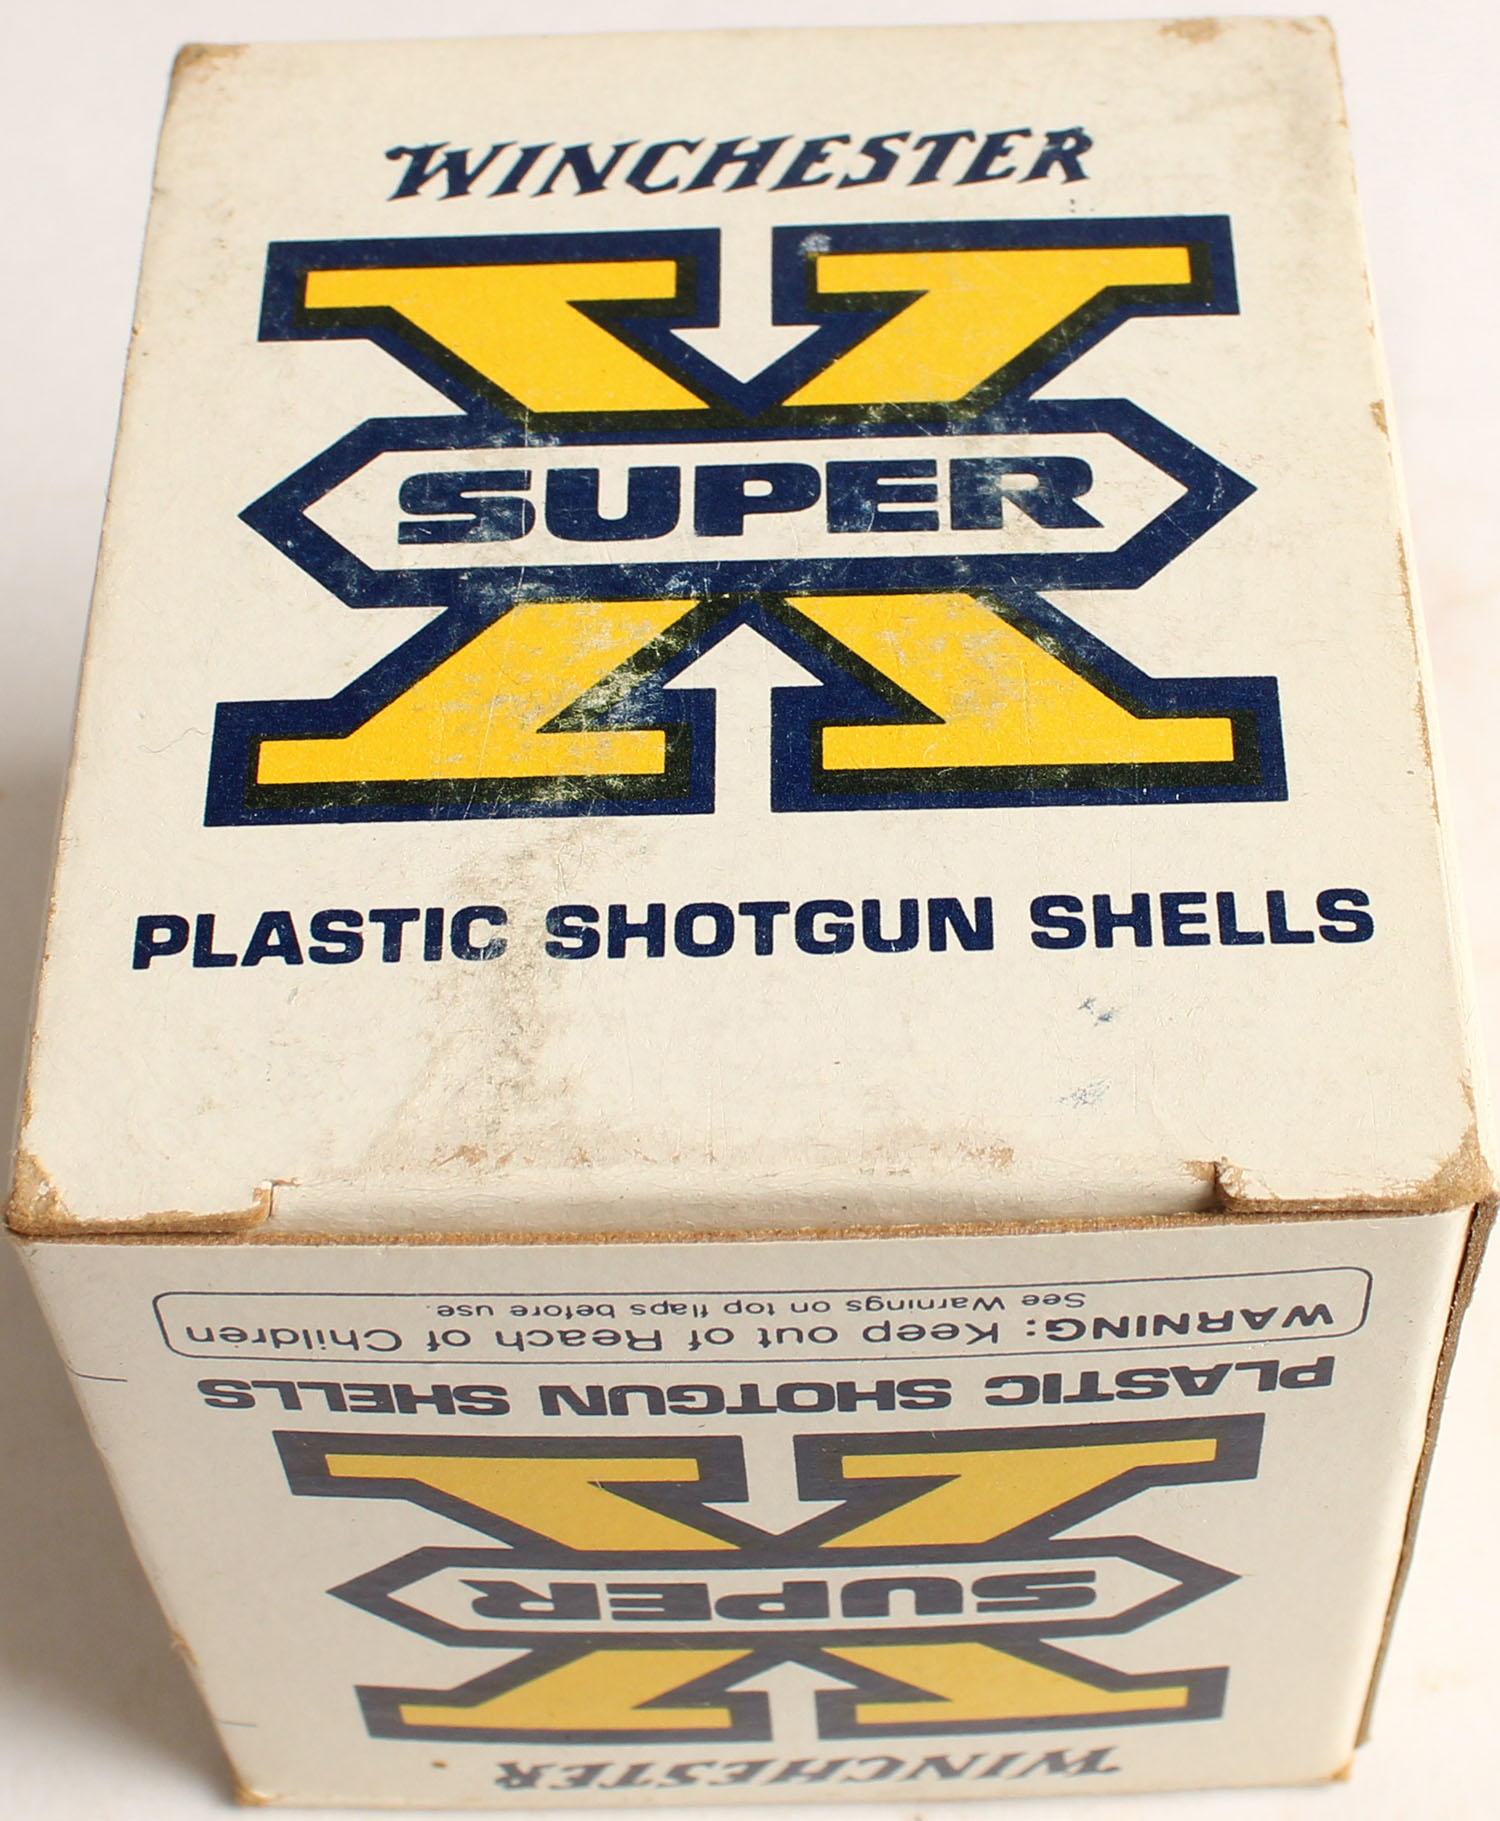 WINCHESTER
SUPER
X
PLASTIC SHOTGUN SHELLS
WINCHESTER
SUPER
X
PLASTIC SHOTGUN SHELLS
WARNING: Keep out of Reach of Children
See Warnings on top flaps before use.